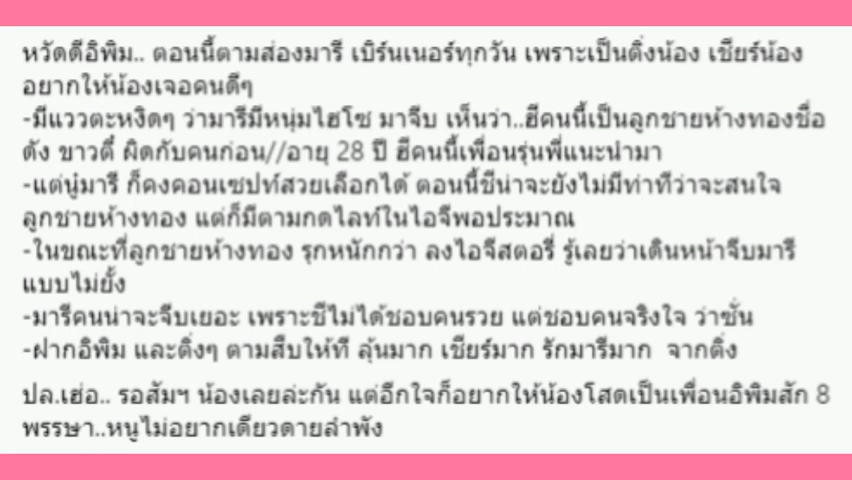 หวัดดีอิพิม.. ตอนนี้ตามส่องมารี เบิร์นเนอร์ทุกวัน เพราะเป็นติ่งน้อง เชียร์น้อง
อยากให้น้องเจอคนดีๆ
-มีแววตะหงิดๆ ว่ามารีมีหนุ่มไฮโซ มาจีบ เห็นว่า..ฮีคนนี้เป็นลูกชายห้างทองชื่อ
ดัง ขาวตี๋ ผิดกับคนก่อน//อายุ 28 ปี ฮีคนนี้เพื่อนรุ่นพี่แนะนำมา
-แต่นู๋มารี ก็คงคอนเซปท์สวยเลือกได้ ตอนนี้ชีน่าจะยังไม่มีท่าทีว่าจะสนใจ
ลูกชายห้างทอง แต่ก็มีตามกดไลท์ในไอจีพอประมาณ
-ในขณะที่ลูกชายห้างทอง รุกหนักกว่า ลงไอจีสตอรี่ รู้เลยว่าเดินหน้าจีบมารี
แบบไม่ยั้ง
-มารีคนน่าจะจีบเยอะ เพราะชีไม่ได้ชอบคนรวย แต่ชอบคนจริงใจ ว่าซั่น
-ฝากอิพิม และติ่งๆ ตามสืบให้ที ลุ้นมาก เชียร์มาก รักมารีมาก จากติ่ง
ปล.เฮ่อ.. รอสัมฯ น้องเลยล่ะกัน แต่อีกใจก็อยากให้น้องโสดเป็นเพื่อนอิพิมสัก 8
พรรษา..หนูไม่อยากเดียวดายลำพัง